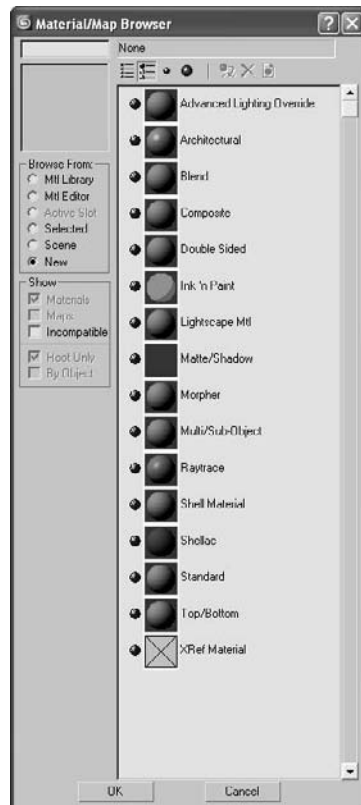 Material/Map Browser
None
Browse From:
Mtl Library
Mtl Editor
Active Slot
Selected
Scene
New
Show
Materials
Maps
Incompatible
Root Only
By Object
Advanced Lighting Override
Architectural
Blend
Composite
Double Sided
Ink 'n Paint
Lightscape Mtl
Matte/Shadow
Morpher
Multi/Sub-Object
Raytrace
Shell Material
Shellac
Standard
Top/Bottom
XRef Material
OK
Cancel